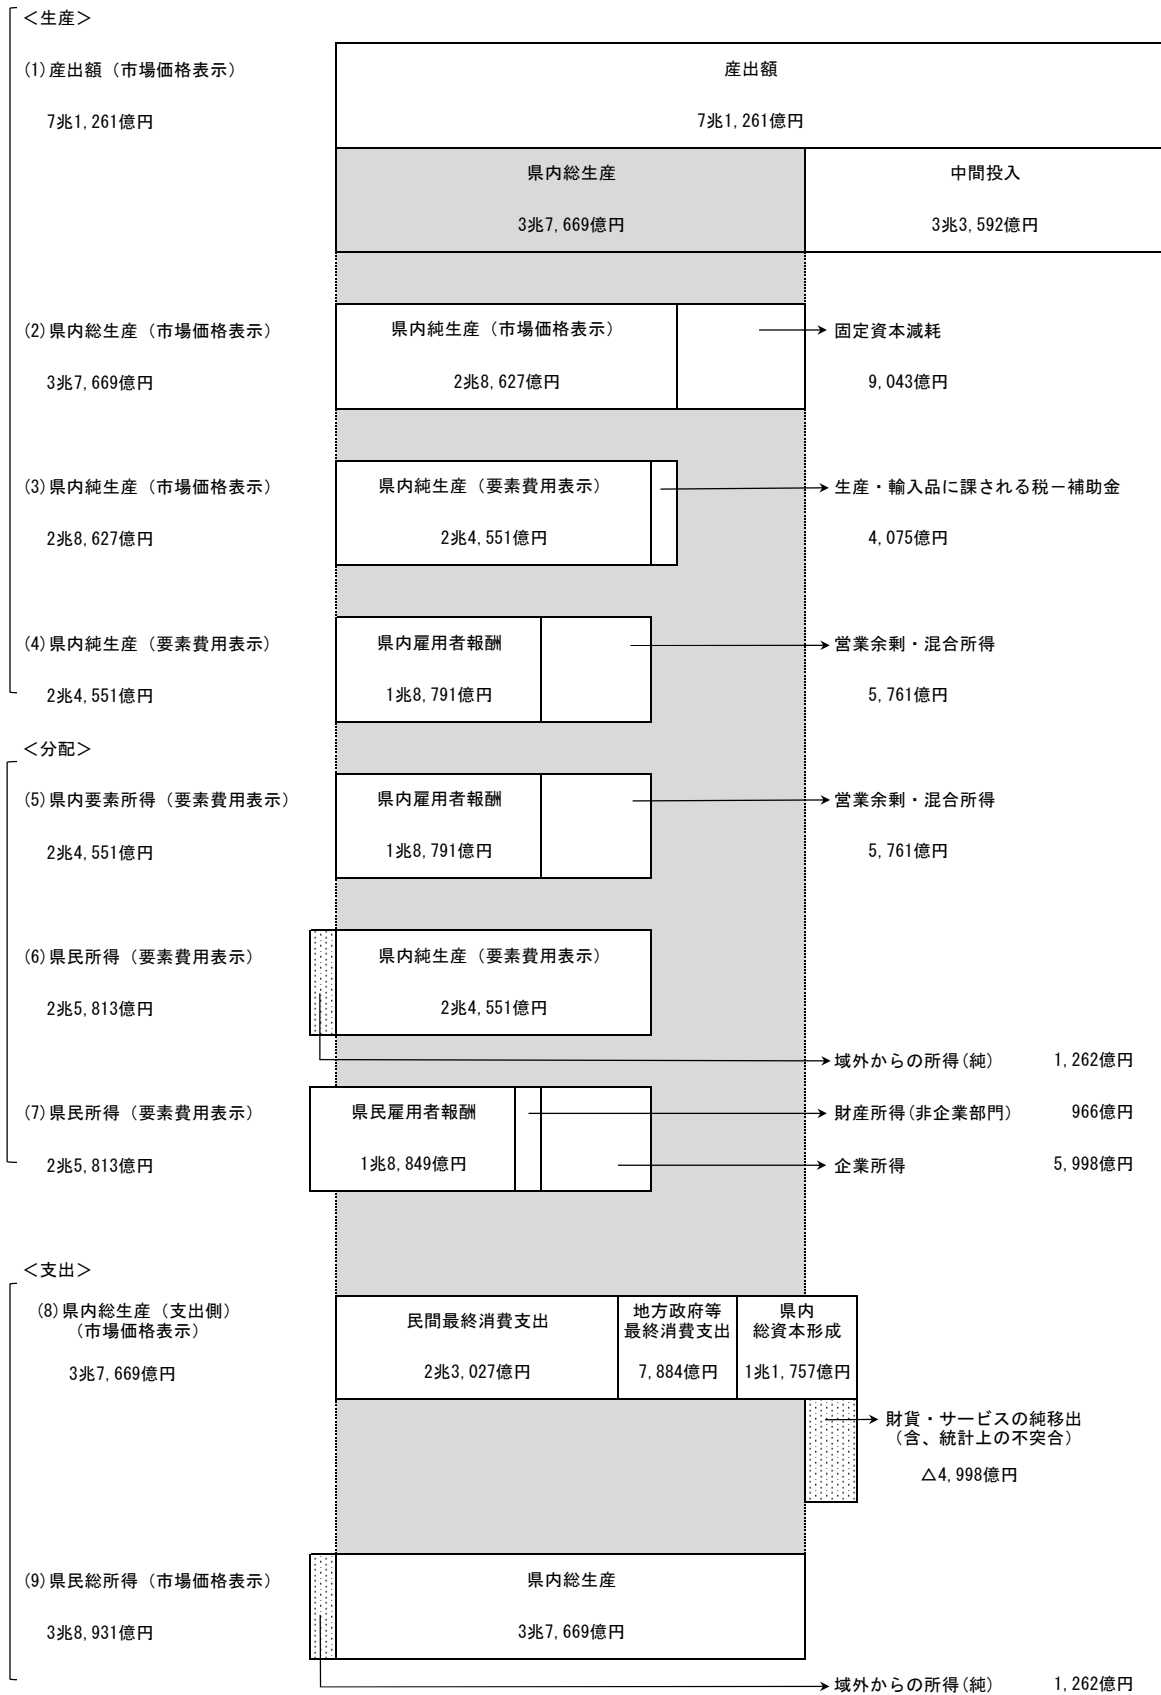 ＜生産＞
(1)産出額（市場価格表示）
7兆1,261億円
産出額
7兆1,261億円
県内総生産
3兆7,669億円
中間投入
3兆3,592億円
(2)県内総生産（市場価格表示）
3兆7,669億円
県内純生産（市場価格表示）
2兆8,627億円
固定資本減耗
9,043億円
(3)県内純生産（市場価格表示）
2兆8,627億円
県内純生産（要素費用表示）
2兆4,551億円
生産・輸入品に課される税－補助金
4,075億円
(4)県内純生産（要素費用表示）
2兆4,551億円
県内雇用者報酬
1兆8,791億円
営業余剰・混合所得
5,761億円
＜分配＞
(5)県内要素所得（要素費用表示）
2兆4,551億円
県内雇用者報酬
1兆8,791億円
営業余剰・混合所得
5,761億円
(6)県民所得（要素費用表示）
2兆5,813億円
県内純生産（要素費用表示）
2兆4,551億円
域外からの所得(純) 1,262億円
(7)県民所得（要素費用表示）
2兆5,813億円
県民雇用者報酬
1兆8,849億円
財産所得(非企業部門) 966億円
企業所得 5,998億円
＜支出＞
(8)県内総生産（支出側）
（市場価格表示）
3兆7,669億円
民間最終消費支出
2兆3,027億円
地方政府等
最終消費支出
7,884億円
県内
総資本形成
1兆1,757億円
財貨・サービスの純移出
（含、統計上の不突合）
△4,998億円
(9)県民総所得（市場価格表示）
3兆8,931億円
県内総生産
3兆7,669億円
域外からの所得(純) 1,262億円